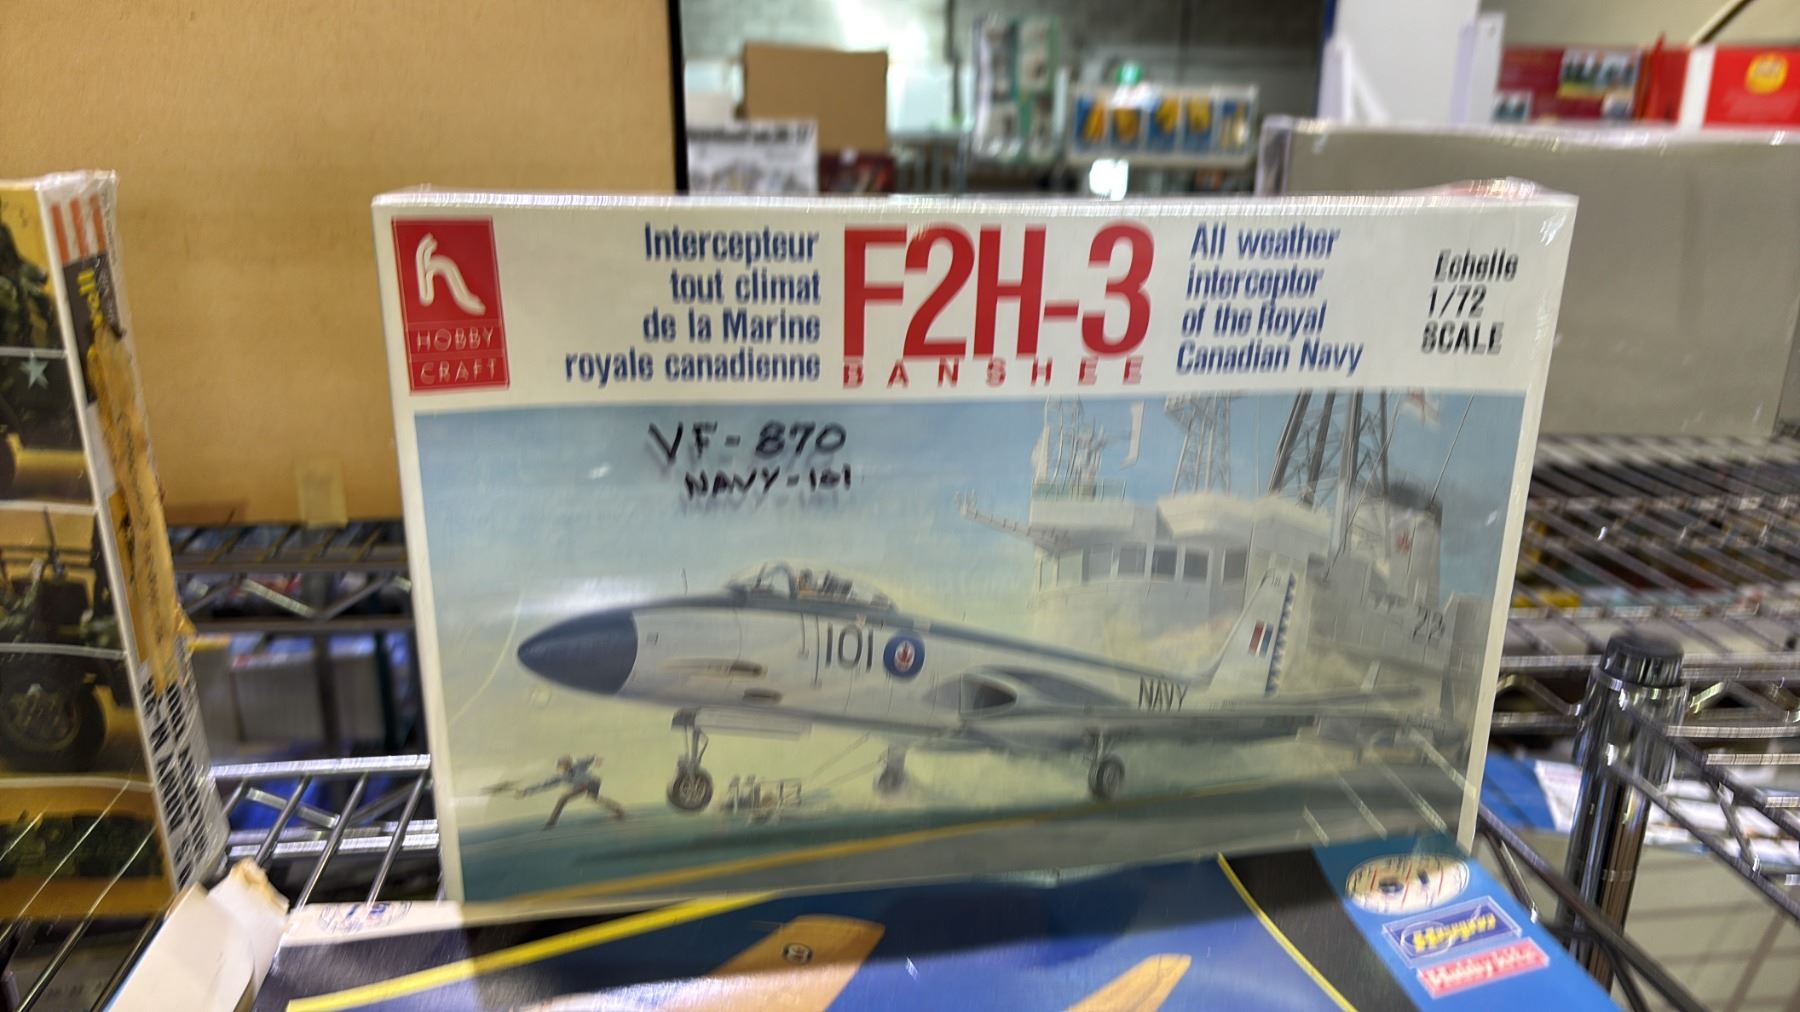 HOBBY
CRAFT
Intercepteur
tout climat
de la Marine
royale canadienne
F2H-3
BANSHEE
All weather
interceptor
of the Royal
Canadian Navy
Echelle
1/72
SCALE
VF-870
NAVY-101
101
NAVY
22